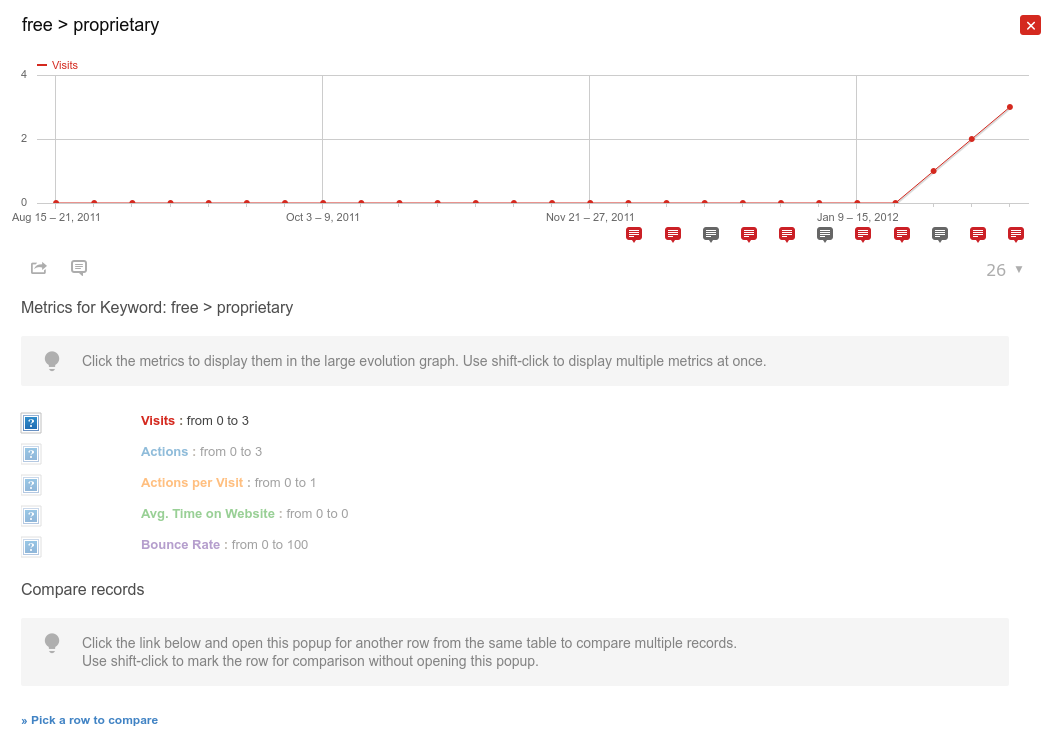 free > proprietary
Visits
4
2
0
Aug 15 – 21, 2011
Oct 3 – 9, 2011
Nov 21 – 27, 2011
Jan 9 – 15, 2012
26 ▼
Metrics for Keyword: free > proprietary
Click the metrics to display them in the large evolution graph. Use shift-click to display multiple metrics at once.
? Visits : from 0 to 3
? Actions : from 0 to 3
? Actions per Visit : from 0 to 1
? Avg. Time on Website : from 0 to 0
? Bounce Rate : from 0 to 100
Compare records
Click the link below and open this popup for another row from the same table to compare multiple records.
Use shift-click to mark the row for comparison without opening this popup.
» Pick a row to compare